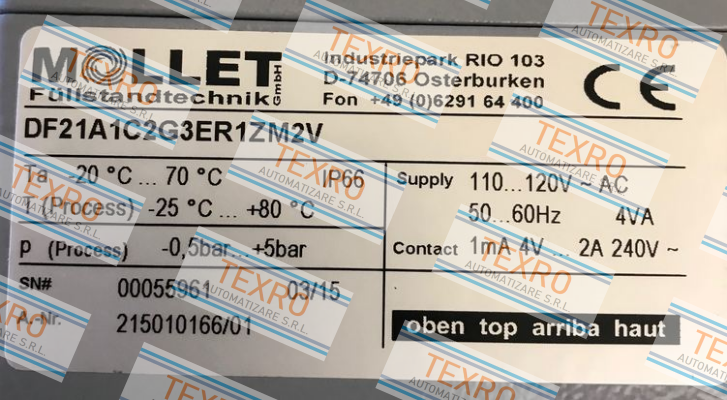 MOLLET
Füllstandtechnik GmbH
Industriepark RIO 103
D-74706 Osterburken
Fon +49 (0)6291 64 400
CE
DF21A1C2G3ER1ZM2V
Ta -20 °C ... 70 °C IP66
T (Process) -25 °C ... +80 °C
p (Process) -0,5bar...+5bar
SN# 00055961 03/15
A.-Nr. 215010166/01
Supply 110...120V ~ AC
50...60Hz 4VA
Contact 1mA 4V ... 2A 240V ~
oben top arriba haut
TEXRO
AUTOMATIZARE S.R.L.